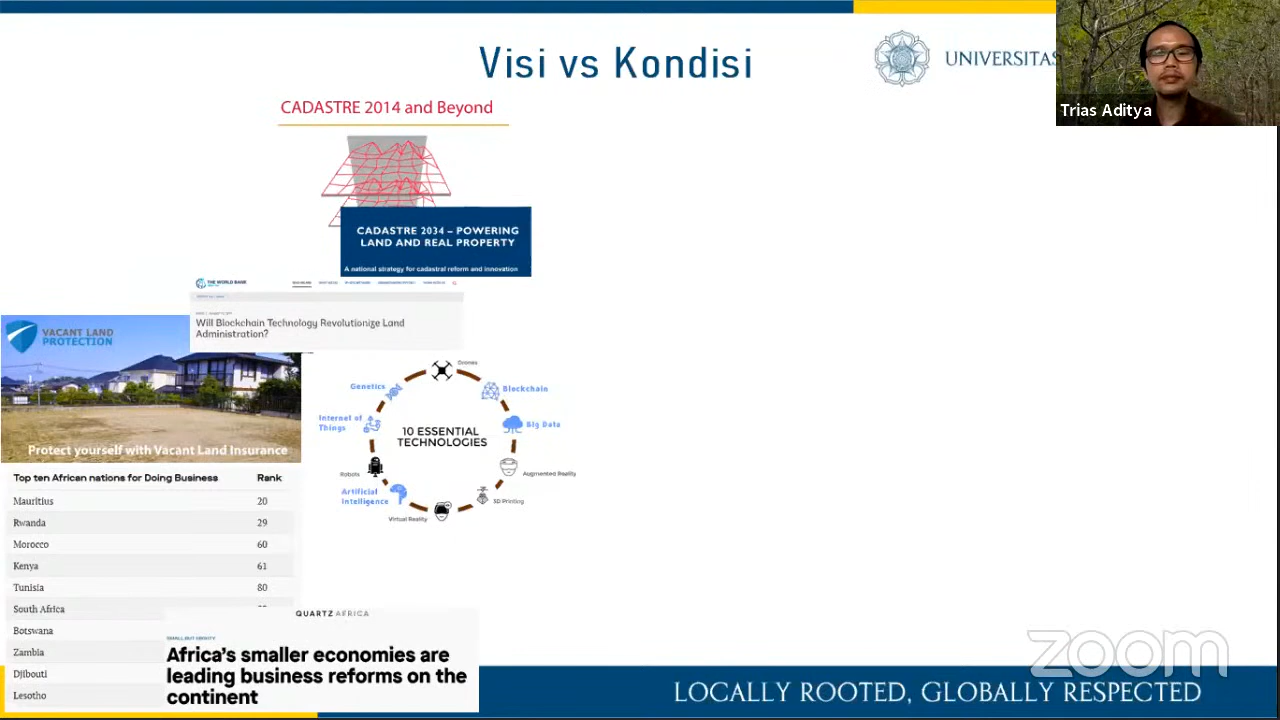 Visi vs Kondisi
UNIVERSITAS
Trias Aditya
CADASTRE 2014 and Beyond
CADASTRE 2034 – POWERING
LAND AND REAL PROPERTY
A national strategy for cadastral reform and innovation
THE WORLD BANK
Will Blockchain Technology Revolutionize Land
Administration?
VACANT LAND
PROTECTION
Protect yourself with Vacant Land Insurance
Drones
Genetics
Blockchain
Internet of
Things
Big Data
10 ESSENTIAL
TECHNOLOGIES
Robots
Augmented Reality
Artificial
Intelligence
3D Printing
Virtual Reality
Top ten African nations for Doing Business Rank
Mauritius 20
Rwanda 29
Morocco 60
Kenya 61
Tunisia 80
South Africa
Botswana
Zambia
Djibouti
Lesotho
QUARTZ AFRICA
SMALL BUT MIGHTY
Africa's smaller economies are
leading business reforms on the
continent
zoom
LOCALLY ROOTED, GLOBALLY RESPECTED